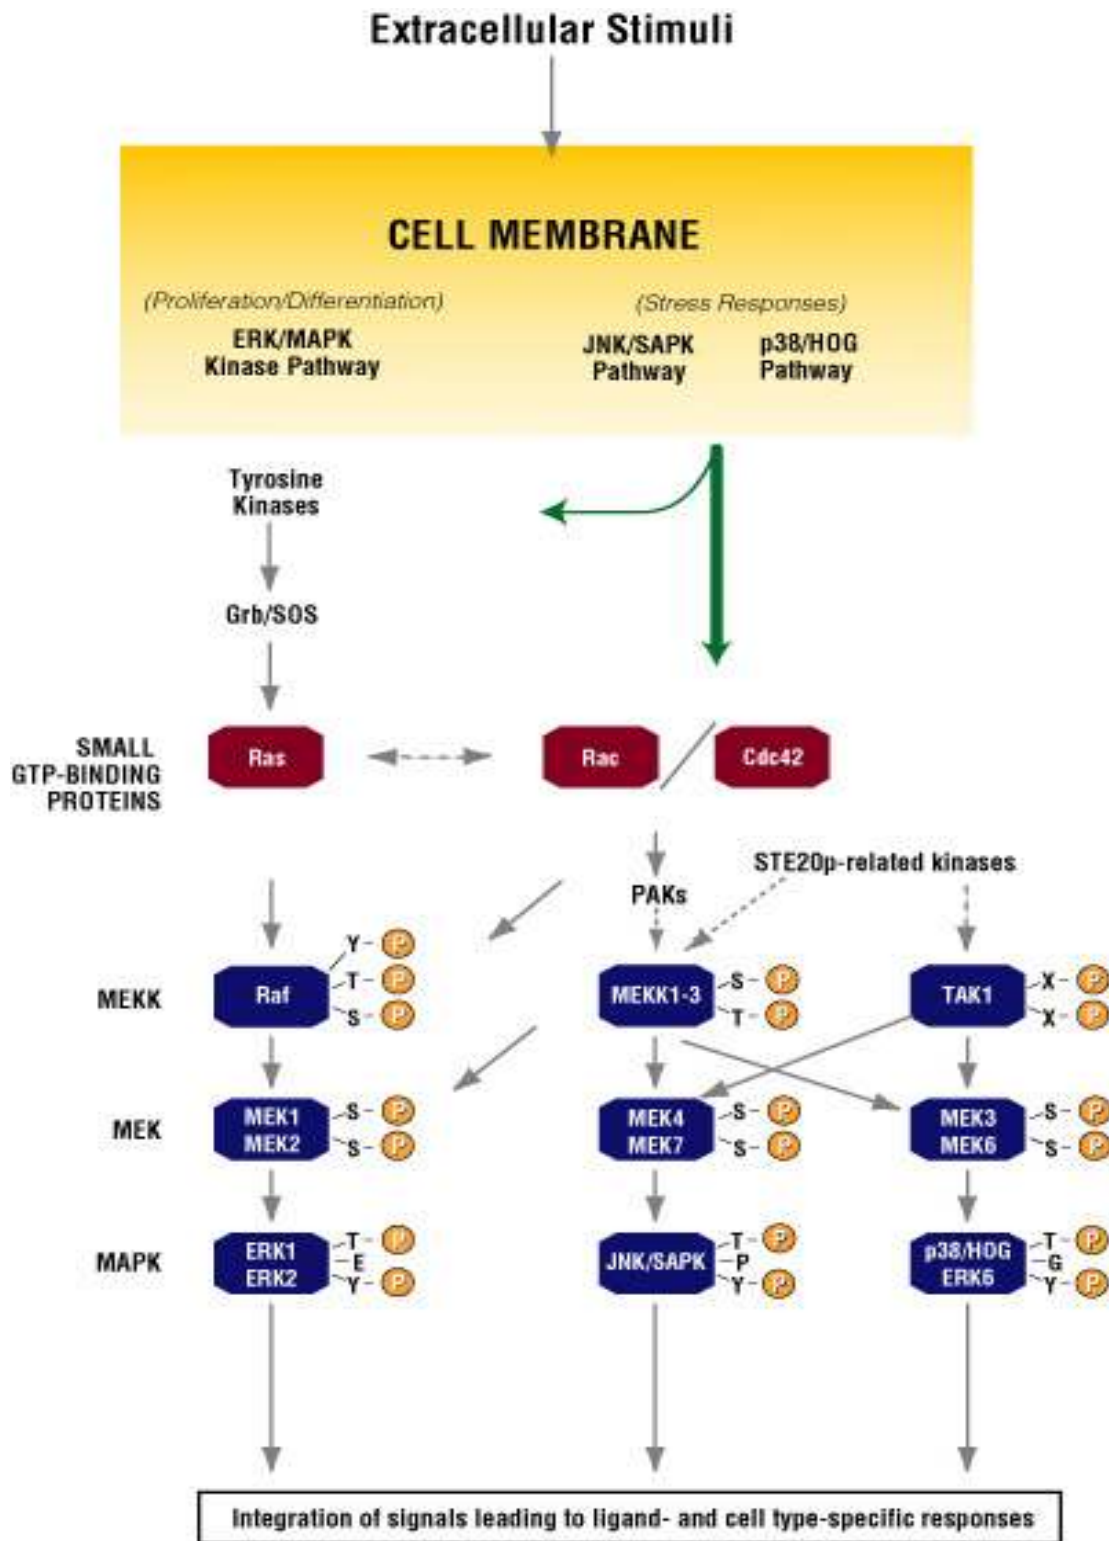 Extracellular Stimuli
CELL MEMBRANE
(Proliferation/Differentiation)
(Stress Responses)
ERK/MAPK
Kinase Pathway
JNK/SAPK
Pathway
p38/HOG
Pathway
Tyrosine
Kinases
Grb/SOS
SMALL
GTP-BINDING
PROTEINS
Ras
Rac
Cdc42
STE20p-related kinases
PAKs
MEKK
Raf
Y P
T P
S P
MEKK1-3
S P
T P
TAK1
X P
X P
MEK
MEK1
MEK2
S P
S P
MEK4
MEK7
S P
S P
MEK3
MEK6
S P
S P
MAPK
ERK1
ERK2
T P
E
Y P
JNK/SAPK
T P
P
Y P
p38/HOG
ERK6
T P
G
Y P
Integration of signals leading to ligand- and cell type-specific responses